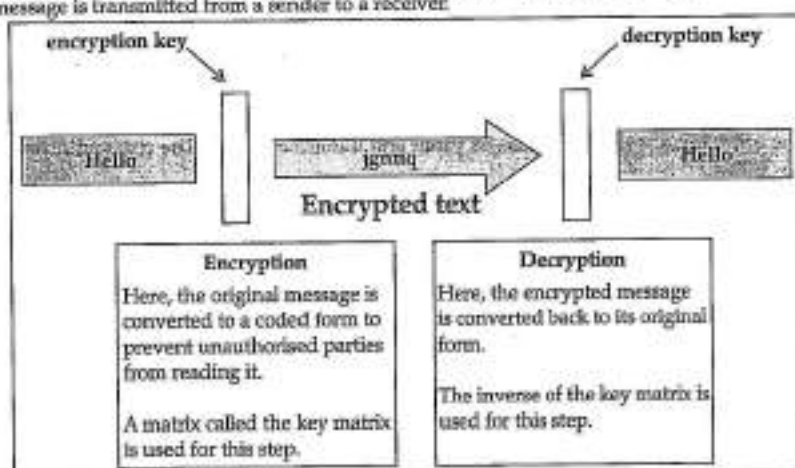 message is transmitted from a sender to a receiver.
encryption key
decryption key
Hello
jgnnq
Hello
Encrypted text
Encryption
Here, the original message is
converted to a coded form to
prevent unauthorised parties
from reading it.
A matrix called the key matrix
is used for this step.
Decryption
Here, the encrypted message
is converted back to its original
form.
The inverse of the key matrix is
used for this step.